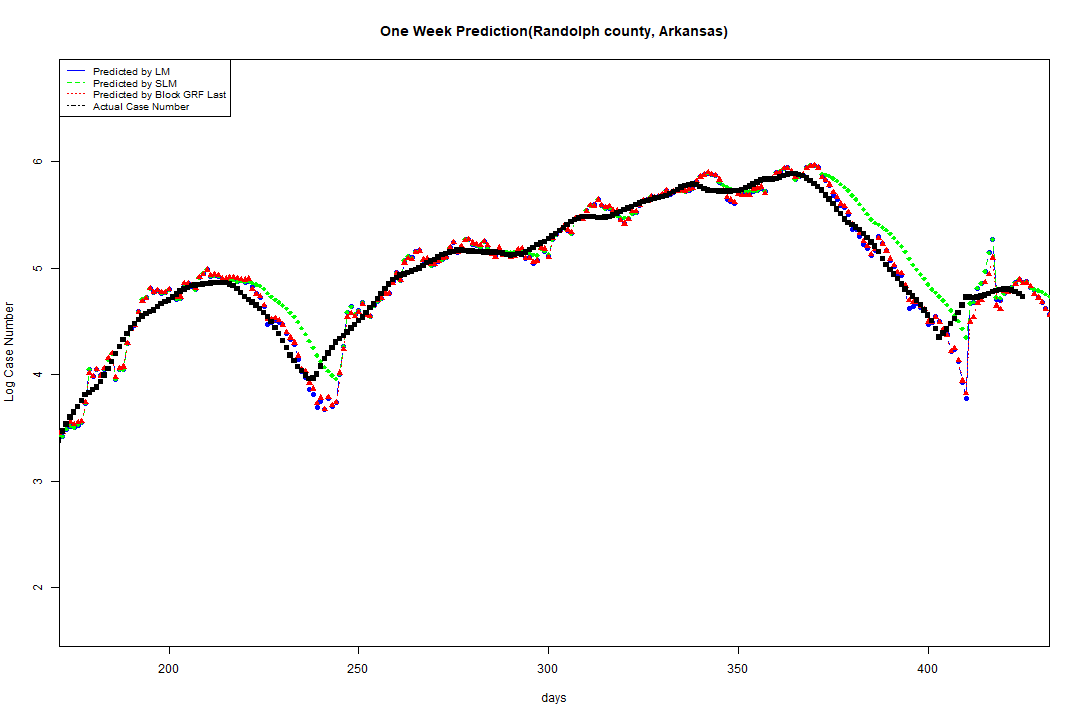 One Week Prediction(Randolph county, Arkansas)
Predicted by LM
Predicted by SLM
Predicted by Block GRF Last
Actual Case Number
6
5
4
3
2
Log Case Number
200 250 300 350 400
days